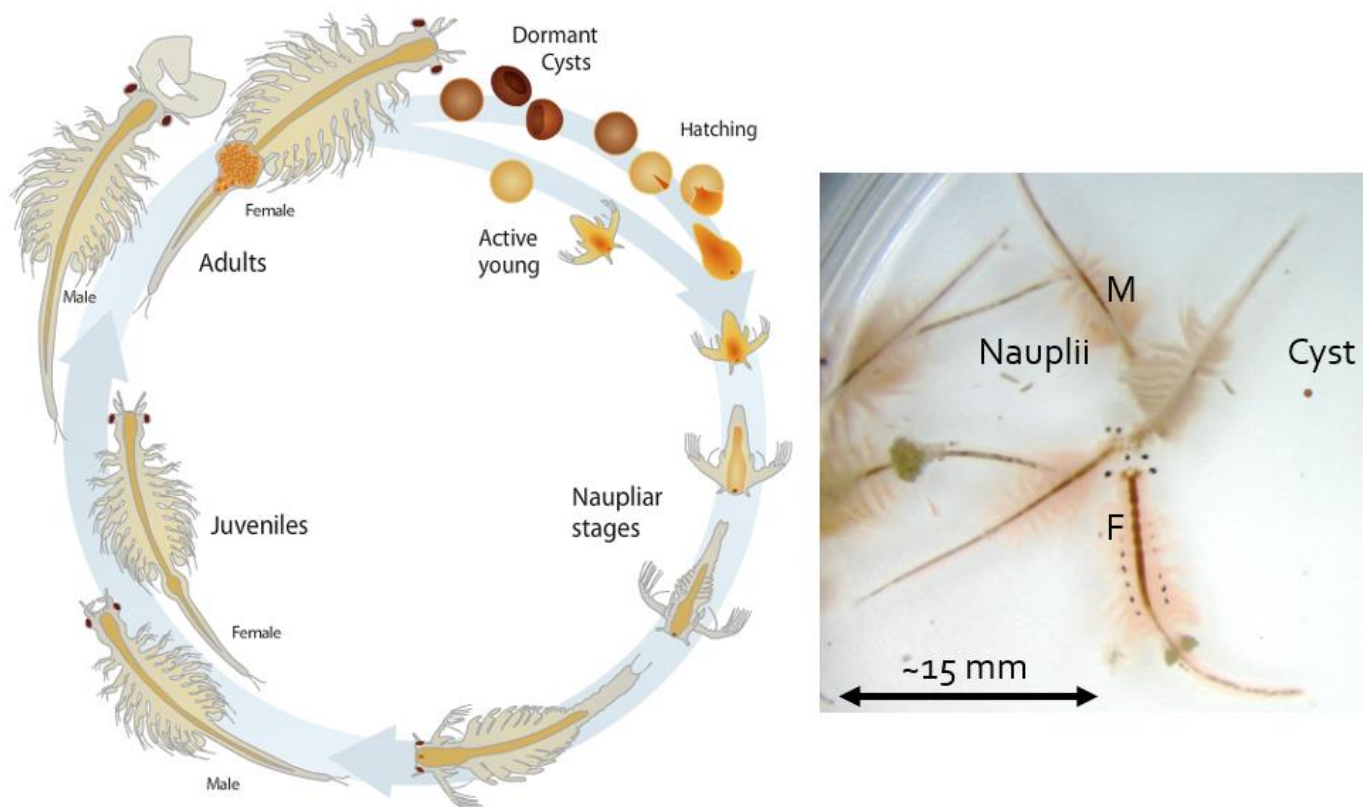 Dormant
Cysts
Hatching
Female
Active
young
Adults
Male
Naupliar
stages
Juveniles
Female
Male
M
Nauplii
Cyst
F
~15 mm